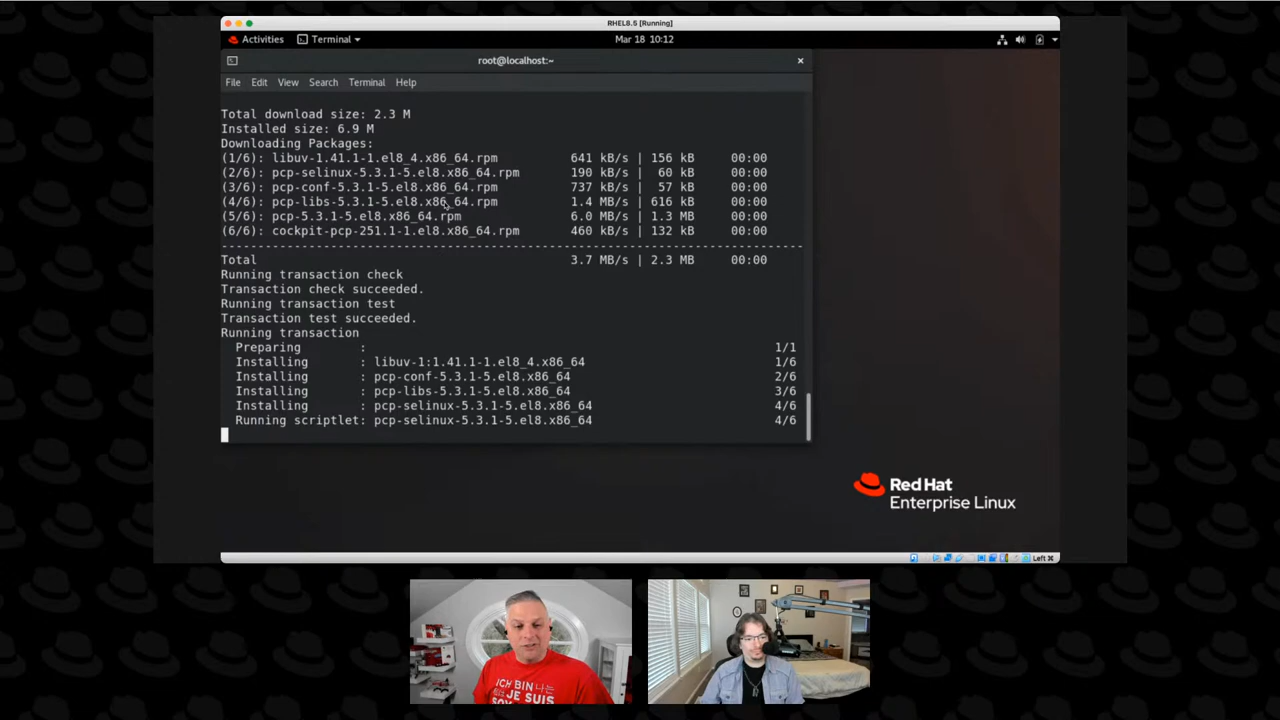 RHEL8.5 [Running]
Activities Terminal Mar 18 10:12
root@localhost:~
File Edit View Search Terminal Help
Total download size: 2.3 M
Installed size: 6.9 M
Downloading Packages:
(1/6): libuv-1.41.1-1.el8_4.x86_64.rpm 641 kB/s | 156 kB 00:00
(2/6): pcp-selinux-5.3.1-5.el8.x86_64.rpm 190 kB/s | 60 kB 00:00
(3/6): pcp-conf-5.3.1-5.el8.x86_64.rpm 737 kB/s | 57 kB 00:00
(4/6): pcp-libs-5.3.1-5.el8.x86_64.rpm 1.4 MB/s | 616 kB 00:00
(5/6): pcp-5.3.1-5.el8.x86_64.rpm 6.0 MB/s | 1.3 MB 00:00
(6/6): cockpit-pcp-251.1-1.el8.x86_64.rpm 460 kB/s | 132 kB 00:00
--------------------------------------------------------------------------------
Total 3.7 MB/s | 2.3 MB 00:00
Running transaction check
Transaction check succeeded.
Running transaction test
Transaction test succeeded.
Running transaction
Preparing : 1/1
Installing : libuv-1:1.41.1-1.el8_4.x86_64 1/6
Installing : pcp-conf-5.3.1-5.el8.x86_64 2/6
Installing : pcp-libs-5.3.1-5.el8.x86_64 3/6
Installing : pcp-selinux-5.3.1-5.el8.x86_64 4/6
Running scriptlet: pcp-selinux-5.3.1-5.el8.x86_64 4/6
Red Hat
Enterprise Linux
Left ⌘
ICH BIN 나는
JE SUIS
SOY